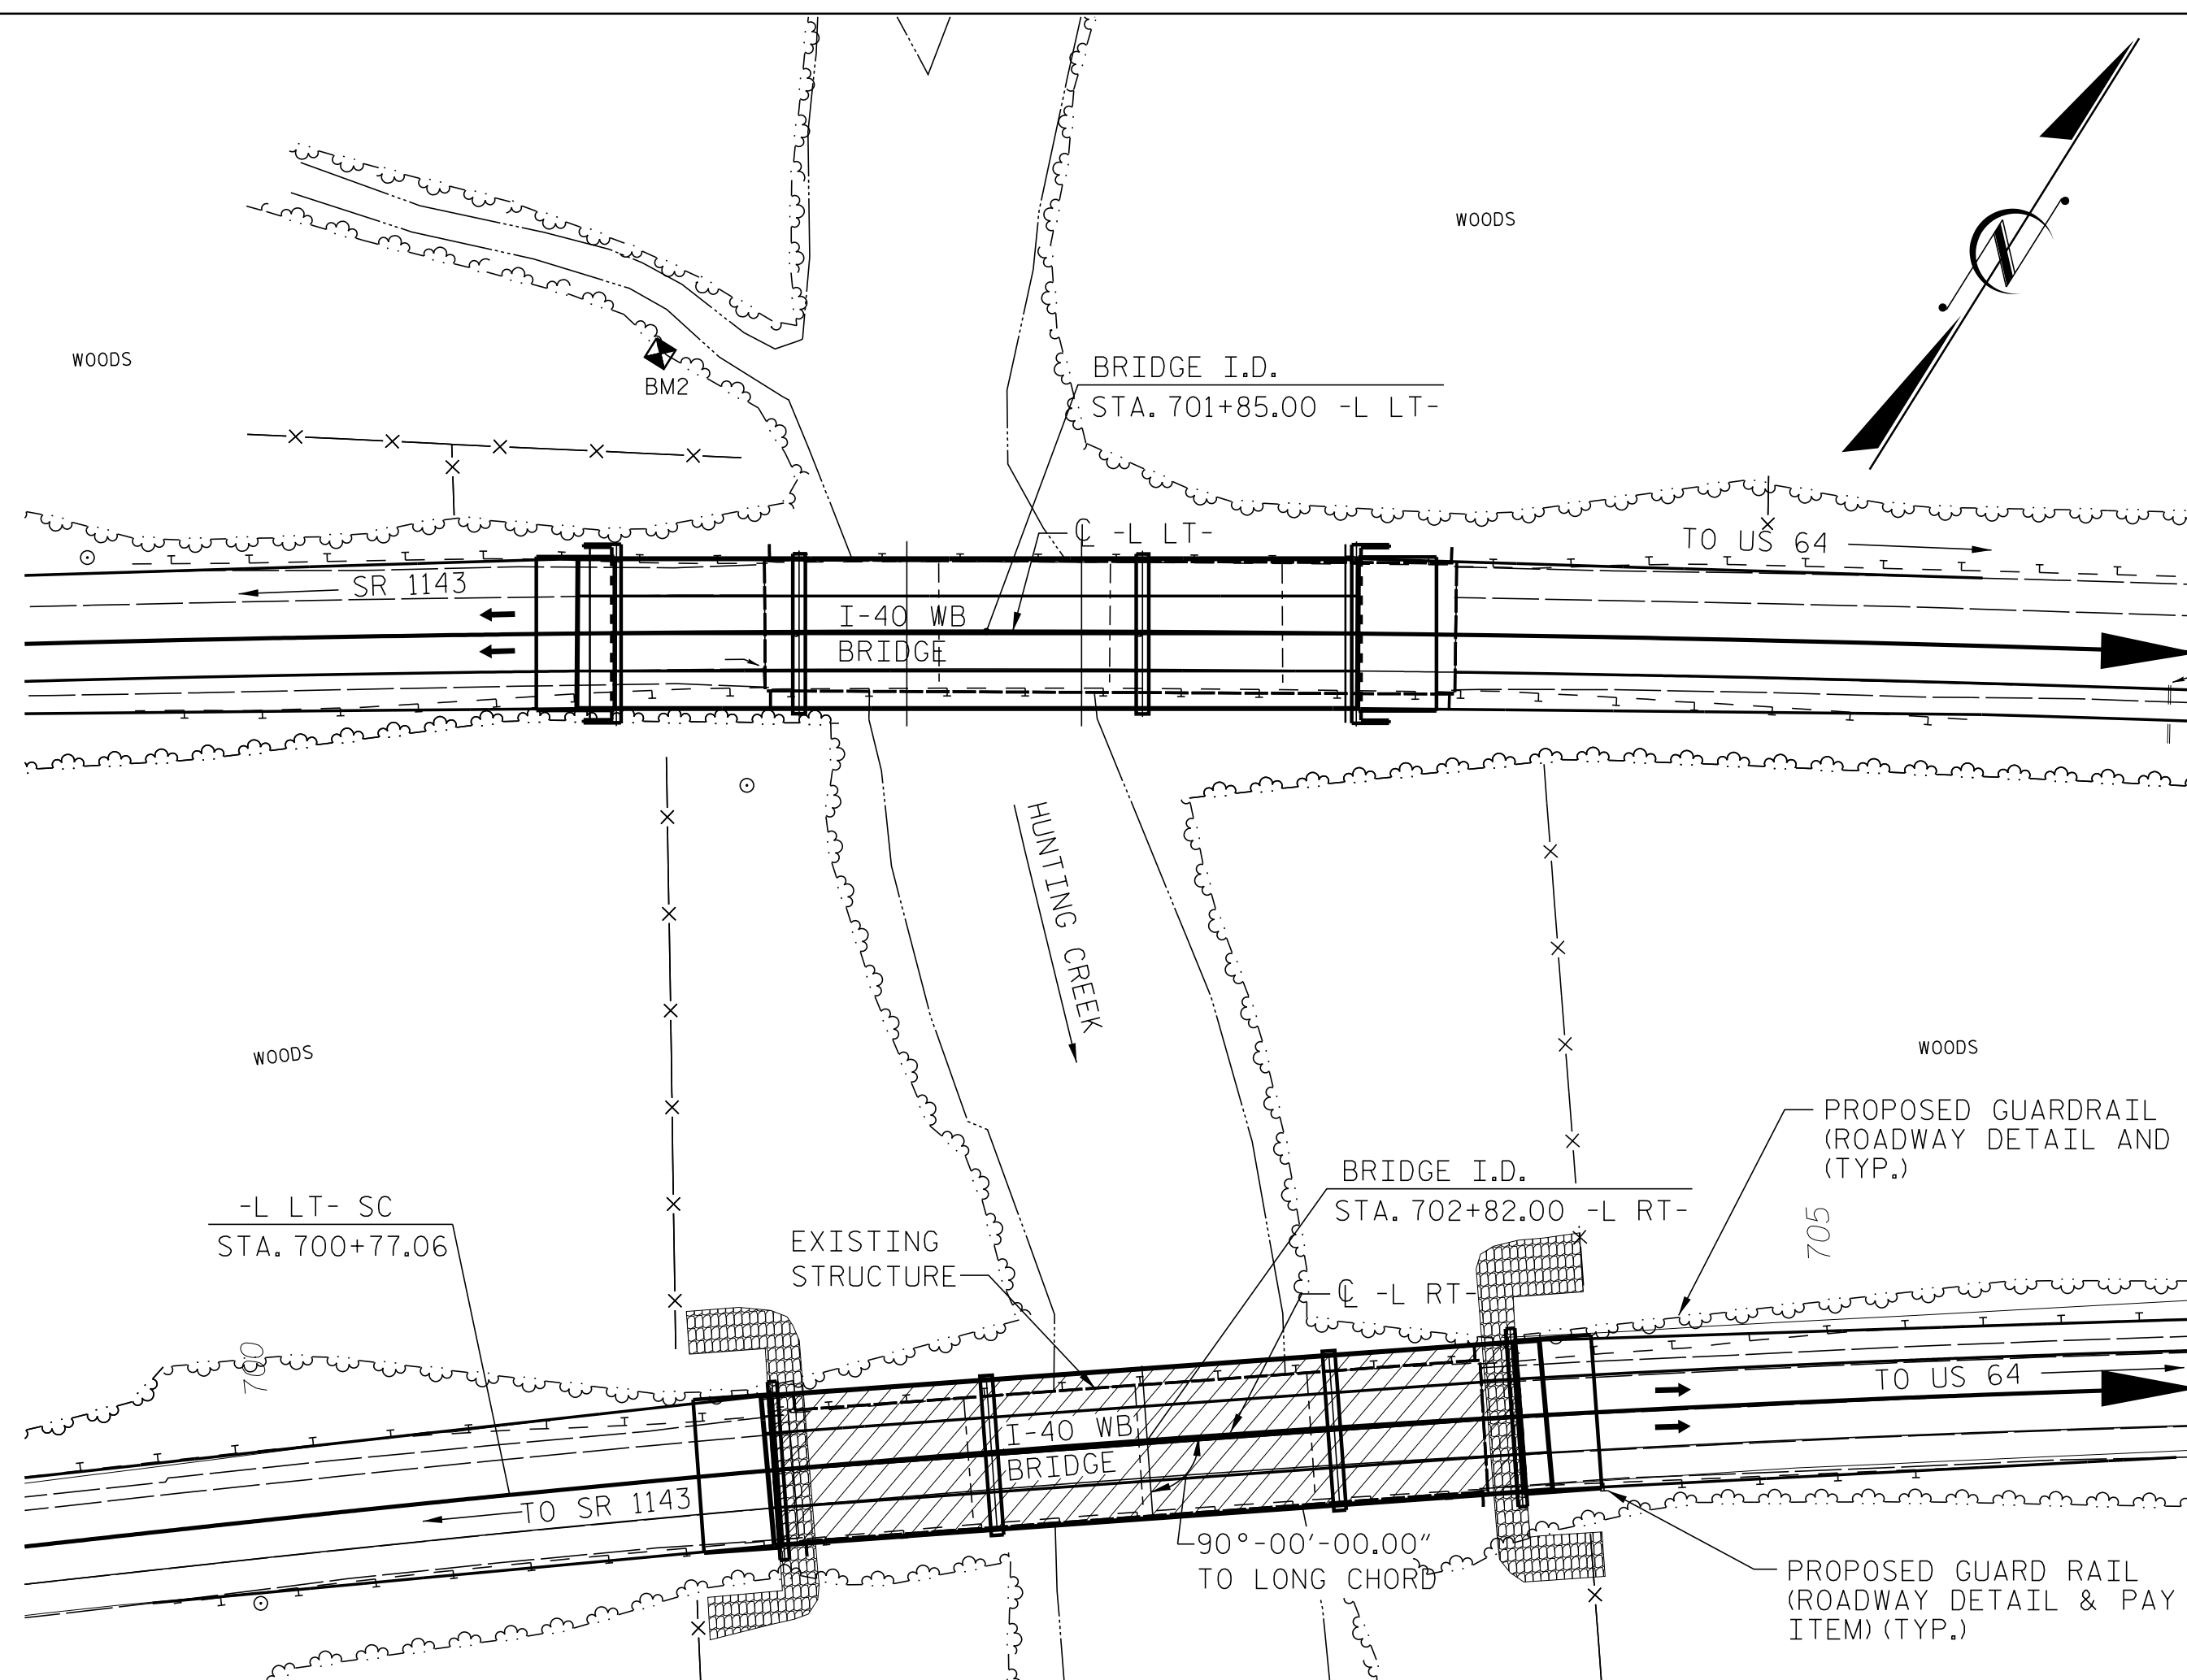 WOODS
WOODS
BM2
BRIDGE I.D.
STA. 701+85.00 -L LT-
℄ -L LT-
TO US 64
SR 1143
I-40 WB
BRIDGE
HUNTING CREEK
WOODS
WOODS
PROPOSED GUARDRAIL
(ROADWAY DETAIL AND
(TYP.)
BRIDGE I.D.
STA. 702+82.00 -L RT-
-L LT- SC
STA. 700+77.06
EXISTING
STRUCTURE
705
℄ -L RT-
700
TO US 64
I-40 WB
BRIDGE
TO SR 1143
90°-00'-00.00"
TO LONG CHORD
PROPOSED GUARD RAIL
(ROADWAY DETAIL & PAY
ITEM) (TYP.)